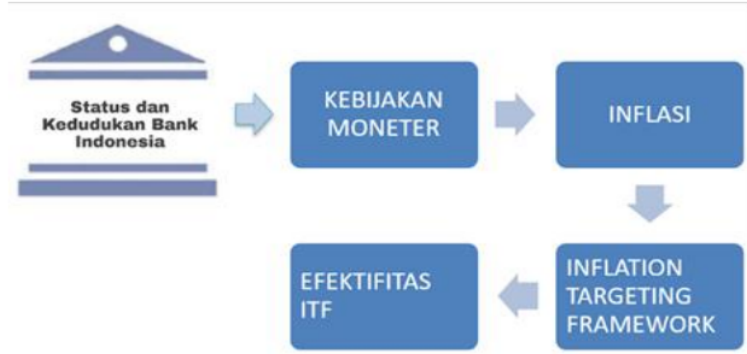 Status dan
Kedudukan Bank
Indonesia
KEBIJAKAN
MONETER
INFLASI
INFLATION
TARGETING
FRAMEWORK
EFEKTIFITAS
ITF